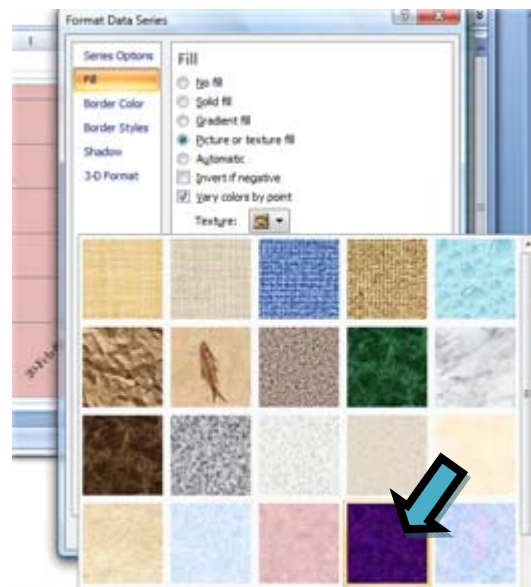 Format Data Series
Series Options
Fill
Border Color
Border Styles
Shadow
3-D Format
Fill
No fill
Solid fill
Gradient fill
Picture or texture fill
Automatic
Invert if negative
Vary colors by point
Texture: